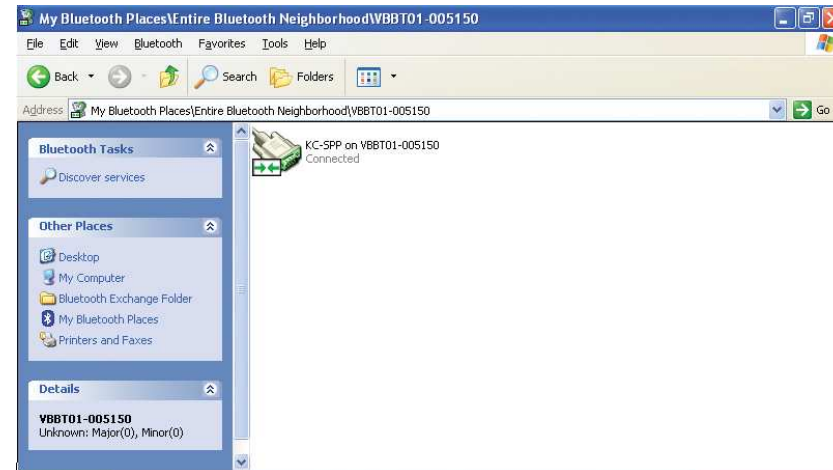 My Bluetooth Places\Entire Bluetooth Neighborhood\VBBT01-005150
File Edit View Bluetooth Favorites Tools Help
Back Search Folders
Address My Bluetooth Places\Entire Bluetooth Neighborhood\VBBT01-005150 Go
Bluetooth Tasks
Discover services
Other Places
Desktop
My Computer
Bluetooth Exchange Folder
My Bluetooth Places
Printers and Faxes
Details
VBBT01-005150
Unknown: Major(0), Minor(0)
KC-SPP on VBBT01-005150
Connected